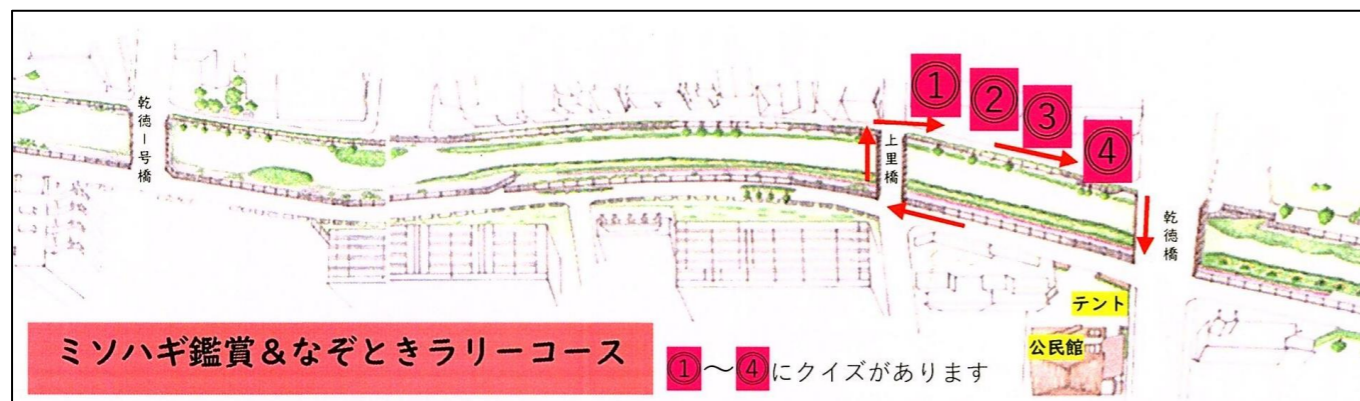 乾徳一号橋
上里橋
①
②
③
④
乾徳橋
テント
公民館
ミソハギ鑑賞＆なぞときラリーコース
①～④にクイズがあります